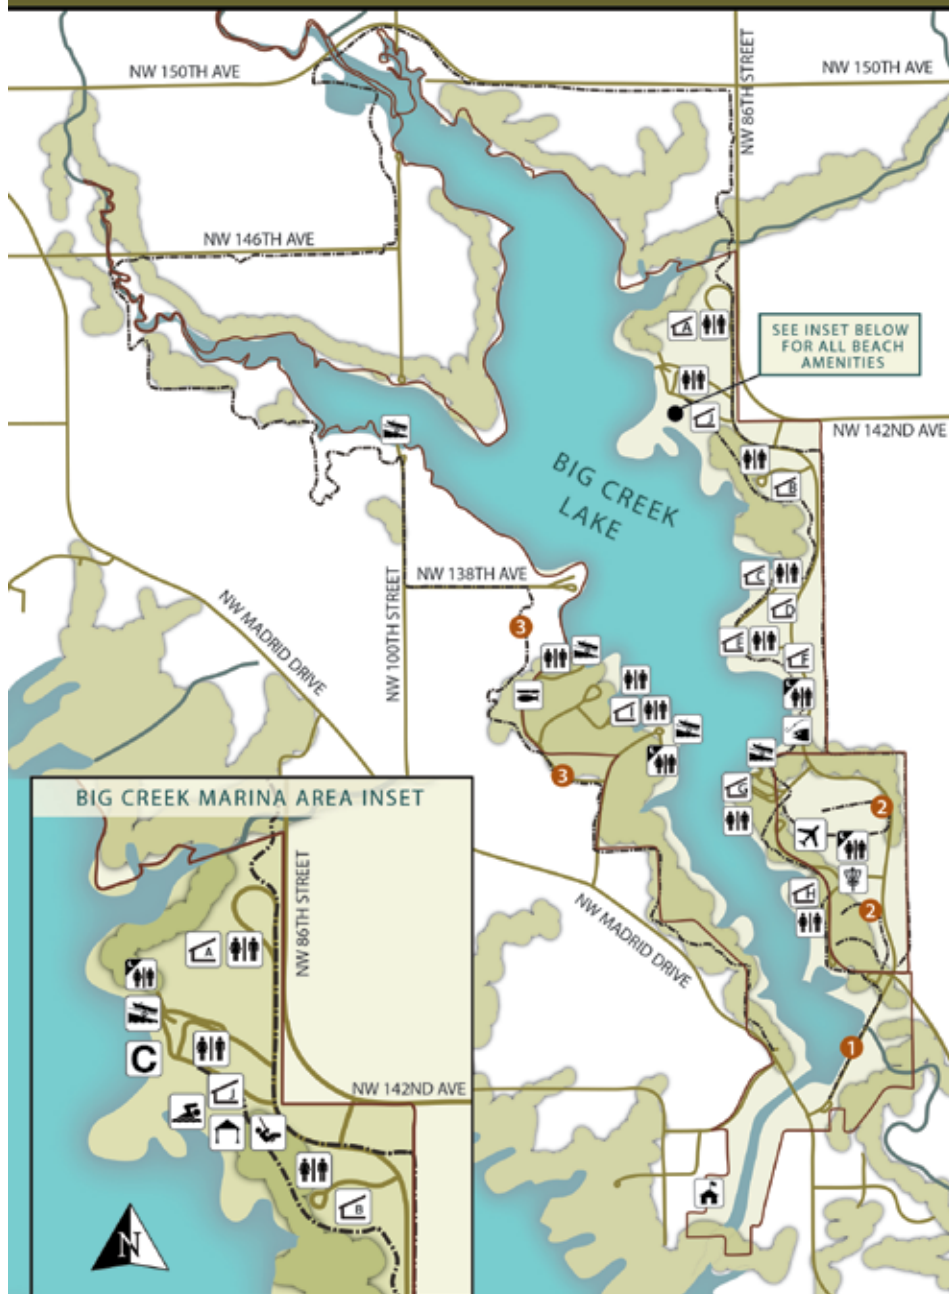 NW 150TH AVE
NW 86TH STREET
NW 150TH AVE
NW 146TH AVE
A
SEE INSET BELOW
FOR ALL BEACH
AMENITIES
J
NW 142ND AVE
B
BIG CREEK
LAKE
NW 138TH AVE
C
D
NW MADRID DRIVE
NW 100TH STREET
3
E
F
I
3
G
2
BIG CREEK MARINA AREA INSET
H
2
NW 86TH STREET
A
NW MADRID DRIVE
1
C
J
NW 142ND AVE
B
N